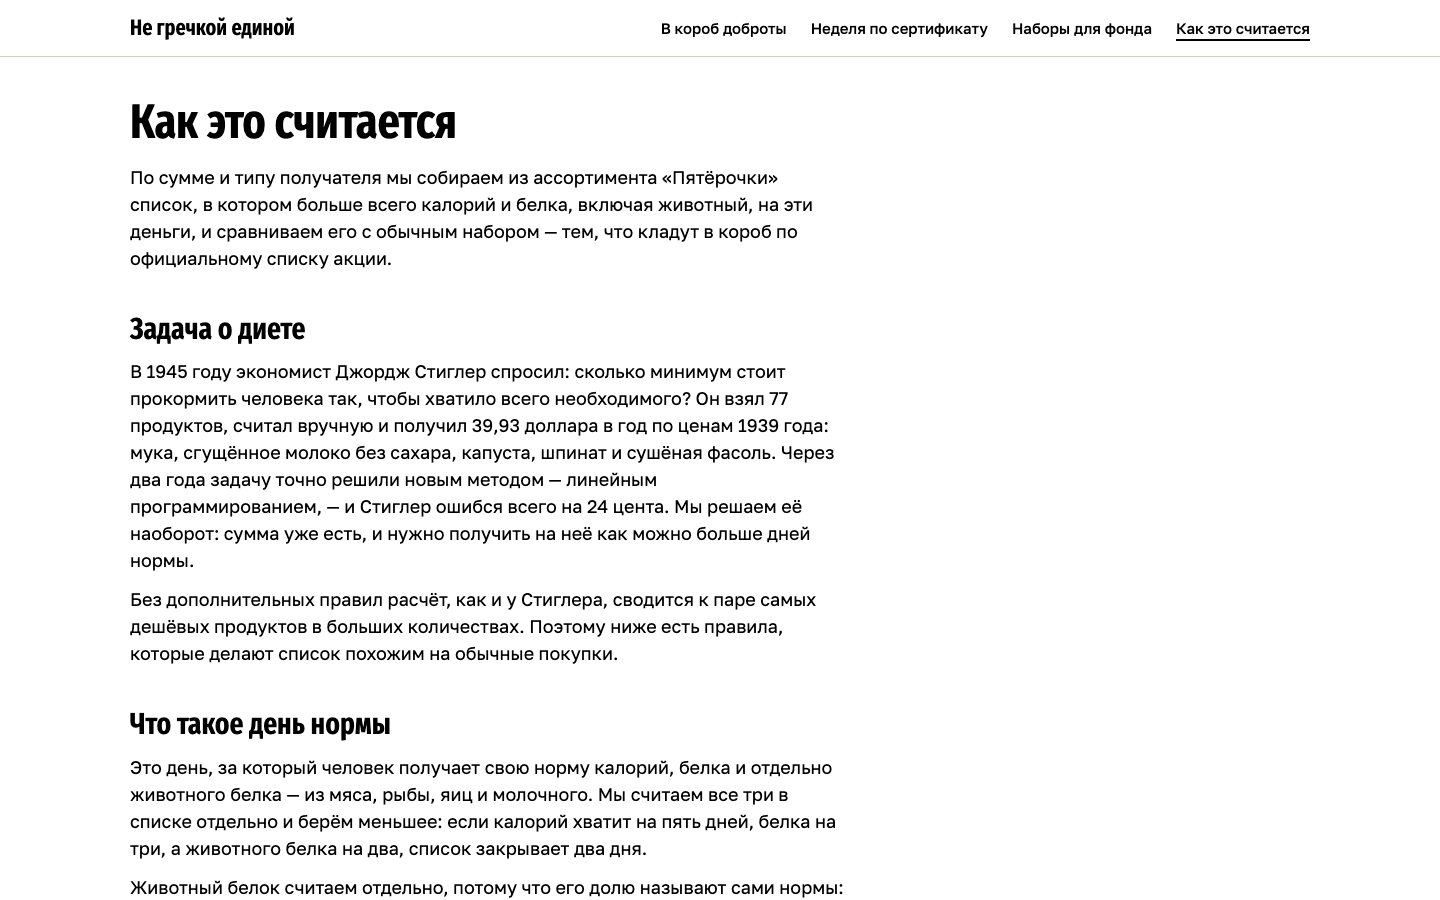 Не гречкой единой
В короб доброты
Неделя по сертификату
Наборы для фонда
Как это считается
Как это считается
По сумме и типу получателя мы собираем из ассортимента «Пятёрочки»
список, в котором больше всего калорий и белка, включая животный, на эти
деньги, и сравниваем его с обычным набором — тем, что кладут в короб по
официальному списку акции.
Задача о диете
В 1945 году экономист Джордж Стиглер спросил: сколько минимум стоит
прокормить человека так, чтобы хватило всего необходимого? Он взял 77
продуктов, считал вручную и получил 39,93 доллара в год по ценам 1939 года:
мука, сгущённое молоко без сахара, капуста, шпинат и сушёная фасоль. Через
два года задачу точно решили новым методом — линейным
программированием, — и Стиглер ошибся всего на 24 цента. Мы решаем её
наоборот: сумма уже есть, и нужно получить на неё как можно больше дней
нормы.
Без дополнительных правил расчёт, как и у Стиглера, сводится к паре самых
дешёвых продуктов в больших количествах. Поэтому ниже есть правила,
которые делают список похожим на обычные покупки.
Что такое день нормы
Это день, за который человек получает свою норму калорий, белка и отдельно
животного белка — из мяса, рыбы, яиц и молочного. Мы считаем все три в
списке отдельно и берём меньшее: если калорий хватит на пять дней, белка на
три, а животного белка на два, список закрывает два дня.
Животный белок считаем отдельно, потому что его долю называют сами нормы: